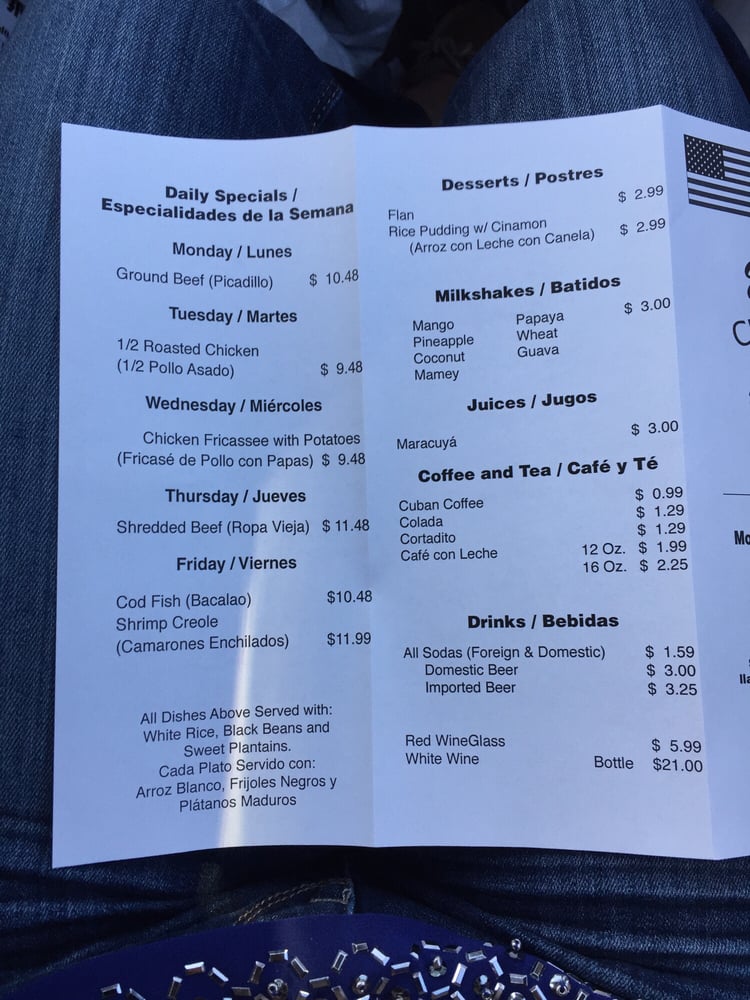 Daily Specials /
Especialidades de la Semana
Monday / Lunes
Ground Beef (Picadillo) $ 10.48
Tuesday / Martes
1/2 Roasted Chicken
(1/2 Pollo Asado) $ 9.48
Wednesday / Miércoles
Chicken Fricassee with Potatoes
(Fricasé de Pollo con Papas) $ 9.48
Thursday / Jueves
Shredded Beef (Ropa Vieja) $ 11.48
Friday / Viernes
Cod Fish (Bacalao) $10.48
Shrimp Creole
(Camarones Enchilados) $11.99
All Dishes Above Served with:
White Rice, Black Beans and
Sweet Plantains.
Cada Plato Servido con:
Arroz Blanco, Frijoles Negros y
Plátanos Maduros
Desserts / Postres
Flan $ 2.99
Rice Pudding w/ Cinamon $ 2.99
(Arroz con Leche con Canela)
Milkshakes / Batidos
$ 3.00
Mango Papaya
Pineapple Wheat
Coconut Guava
Mamey
Juices / Jugos
Maracuyá $ 3.00
Coffee and Tea / Café y Té
Cuban Coffee $ 0.99
Colada $ 1.29
Cortadito $ 1.29
Café con Leche 12 Oz. $ 1.99
16 Oz. $ 2.25
Drinks / Bebidas
All Sodas (Foreign & Domestic) $ 1.59
Domestic Beer $ 3.00
Imported Beer $ 3.25
Red WineGlass $ 5.99
White Wine Bottle $21.00